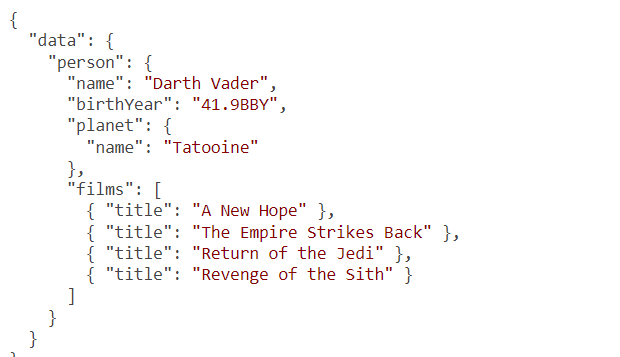 {
  "data": {
    "person": {
      "name": "Darth Vader",
      "birthYear": "41.9BBY",
      "planet": {
        "name": "Tatooine"
      },
      "films": [
        { "title": "A New Hope" },
        { "title": "The Empire Strikes Back" },
        { "title": "Return of the Jedi" },
        { "title": "Revenge of the Sith" }
      ]
    }
  }